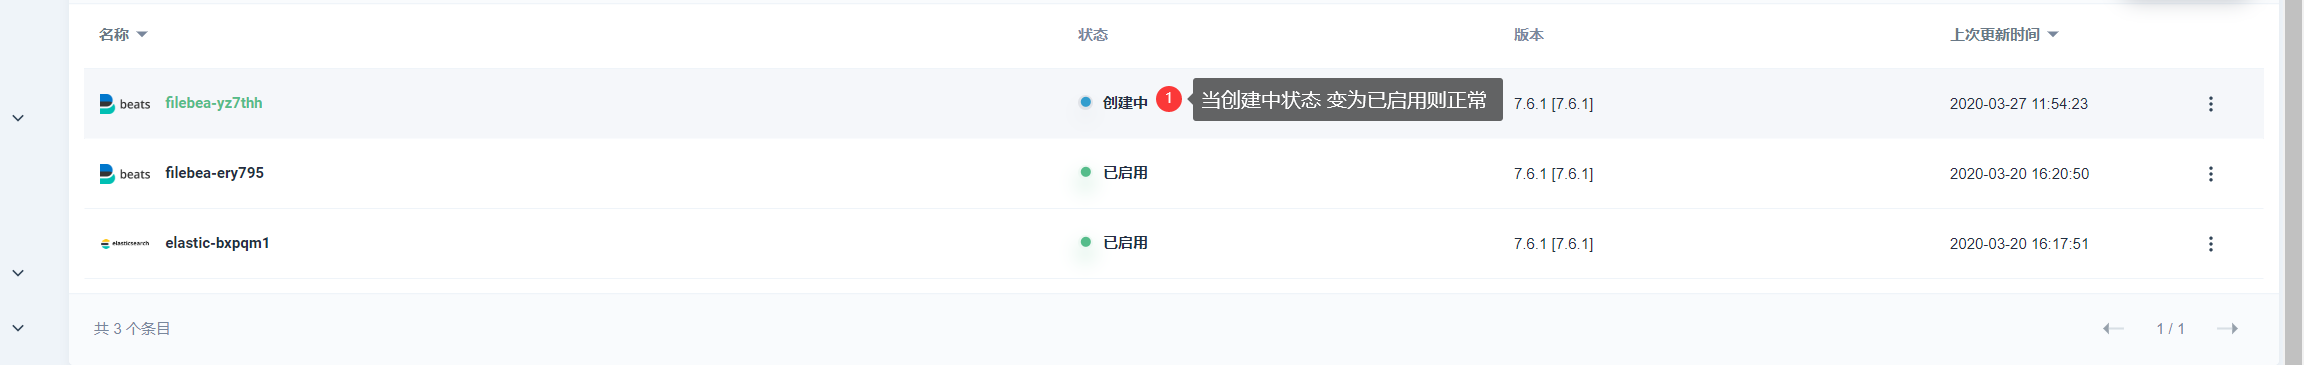 名称 状态 版本 上次更新时间
beats filebea-yz7thh 创建中 1 当创建中状态 变为已启用则正常 7.6.1 [7.6.1] 2020-03-27 11:54:23
beats filebea-ery795 已启用 7.6.1 [7.6.1] 2020-03-20 16:20:50
elasticsearch elastic-bxpqm1 已启用 7.6.1 [7.6.1] 2020-03-20 16:17:51
共 3 个条目 1 / 1